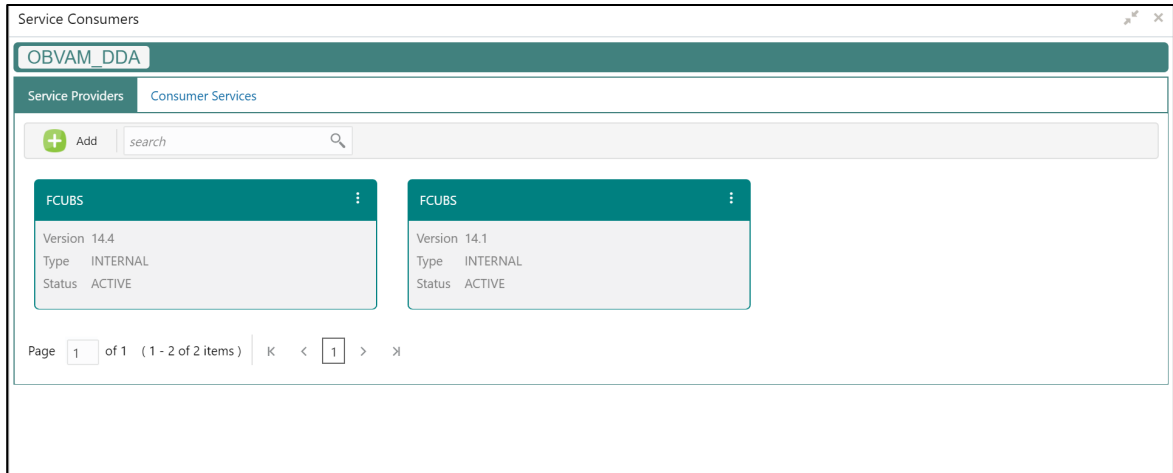 Service Consumers
OBVAM_DDA
Service Providers Consumer Services
Add search
FCUBS
Version 14.4
Type INTERNAL
Status ACTIVE
FCUBS
Version 14.1
Type INTERNAL
Status ACTIVE
Page 1 of 1 ( 1 - 2 of 2 items ) 1